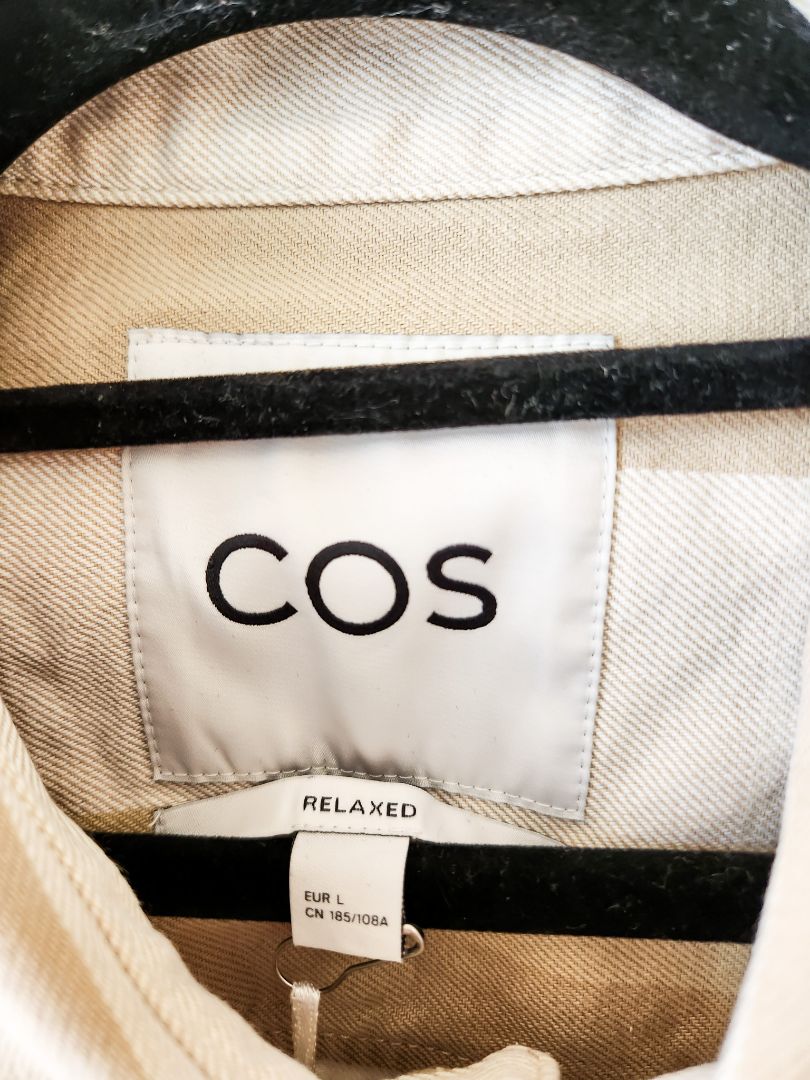 COS
RELAXED
EUR L
CN 185/108A